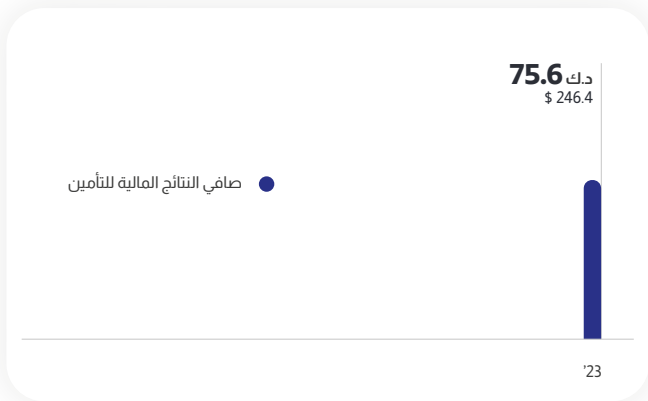 د.ك 75.6
$ 246.4
صافي النتائج المالية للتأمين
’23